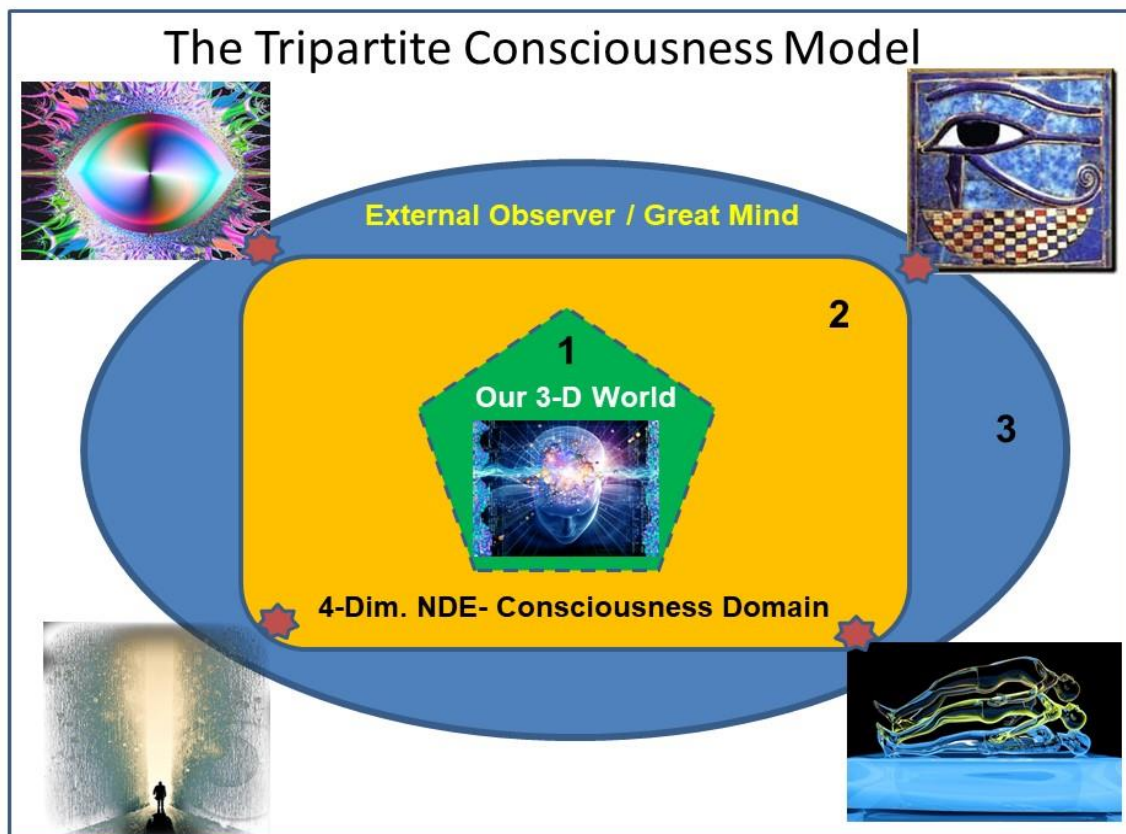 The Tripartite Consciousness Model
External Observer / Great Mind
2
1
Our 3-D World
3
4-Dim. NDE- Consciousness Domain